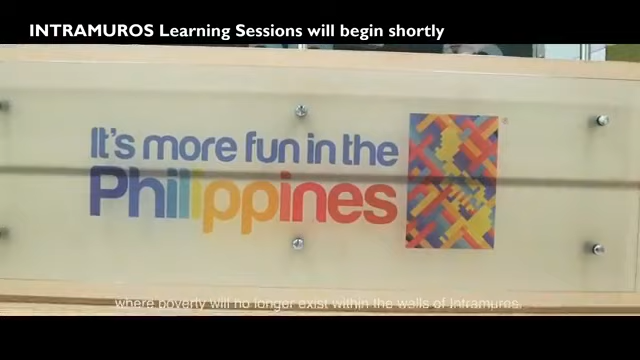 INTRAMUROS Learning Sessions will begin shortly
It's more fun in the
Philippines
®
where poverty will no longer exist within the walls of Intramuros.